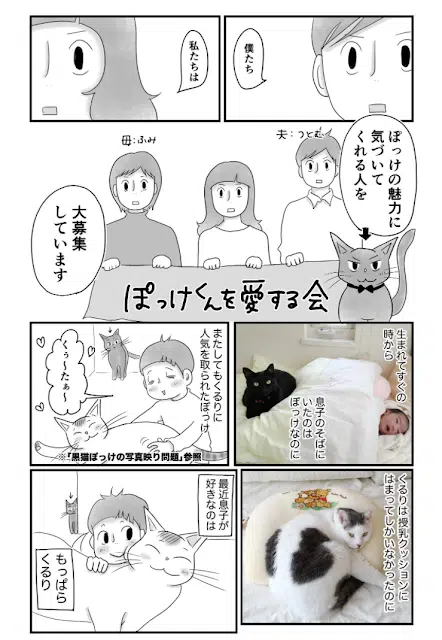 僕たち
私たちは
ぽっけの魅力に
気づいて
くれる人を
夫:つとむ
母:ふみ
大募集
しています
ぽっけくんを愛する会
生まれてすぐの
時から
息子のそばに
いたのは
ぽっけなのに
またしてもくるりに
人気を取られたぽっけ
くぅ〜たぁ〜
※『黒猫ぽっけの写真映り問題』参照
くるりは授乳クッションに
はまってしかいなかったのに
最近息子が
好きなのは
もっぱら
くるり